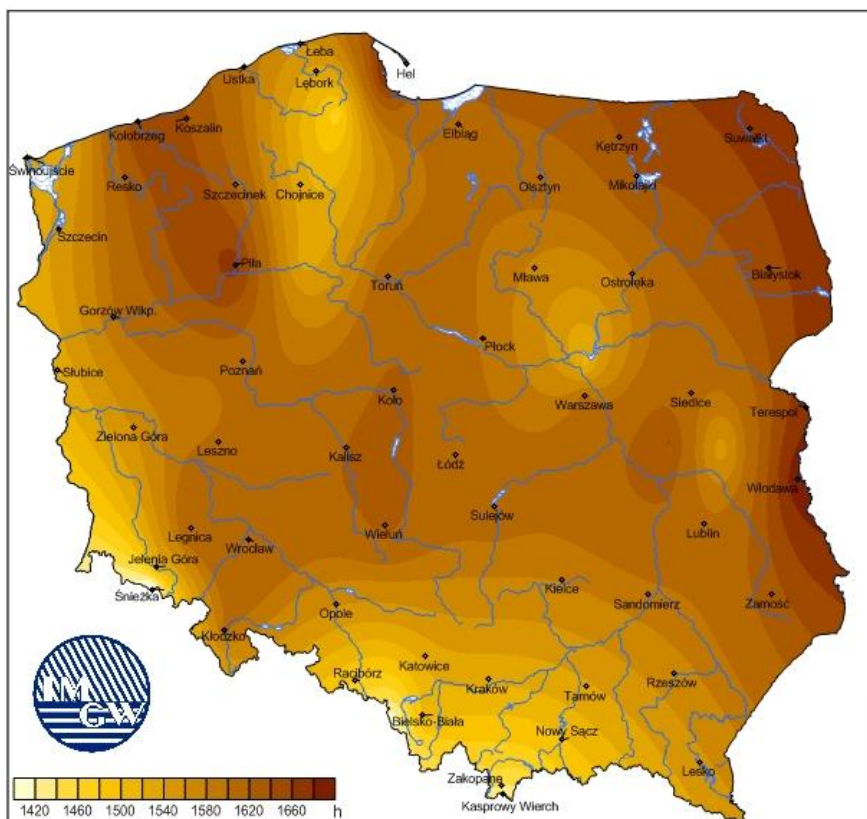 Łeba
Ustka
Lębork
Hel
Kołobrzeg
Koszalin
Elbląg
Kętrzyn
Suwałki
Świnoujście
Resko
Szczecinek
Chojnice
Olsztyn
Mikołajki
Szczecin
Piła
Toruń
Mława
Ostrołęka
Białystok
Gorzów Wlkp.
Płock
Słubice
Poznań
Koło
Warszawa
Siedlce
Terespol
Zielona Góra
Leszno
Kalisz
Łódź
Włodawa
Sulejów
Legnica
Wrocław
Wieluń
Lublin
Jelenia Góra
Śnieżka
Opole
Kielce
Sandomierz
Zamość
Kłodzko
Racibórz
Katowice
Kraków
Tarnów
Rzeszów
Bielsko-Biała
Nowy Sącz
Lesko
Zakopane
Kasprowy Wierch
IM
GW
1420 1460 1500 1540 1580 1620 1660 h